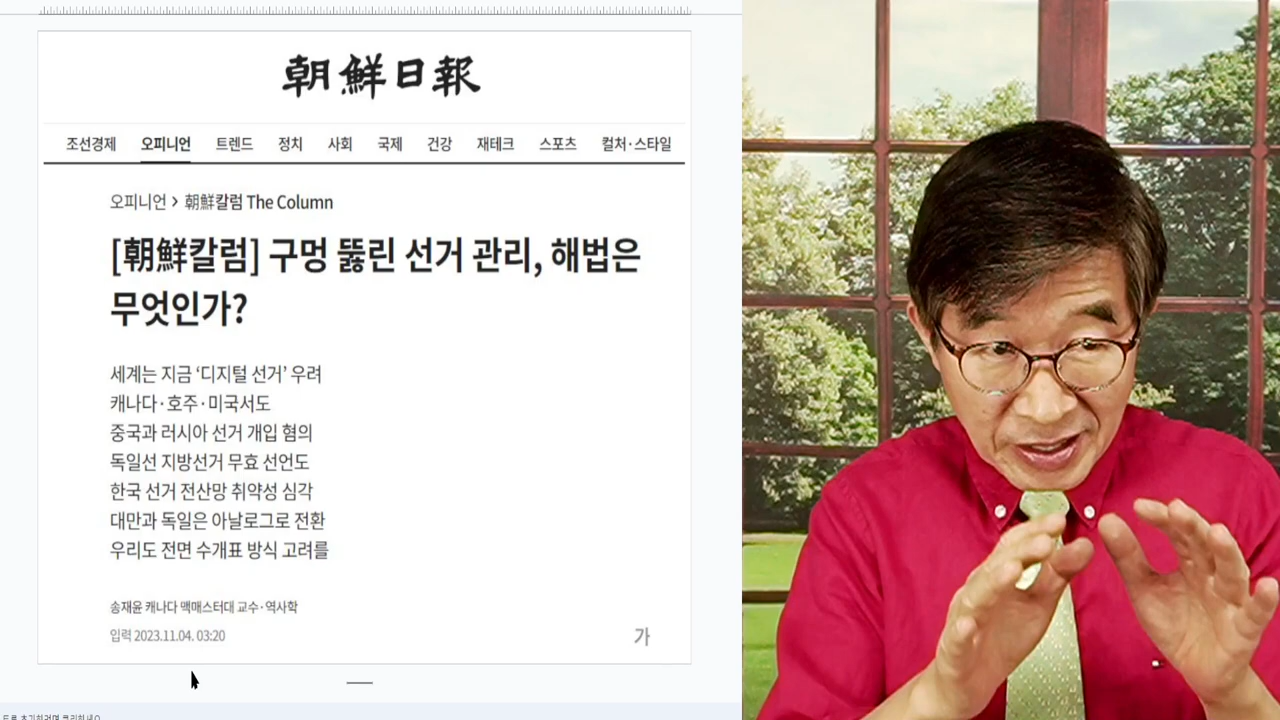 朝鮮日報
조선경제 오피니언 트렌드 정치 사회 국제 건강 재테크 스포츠 컬처·스타일
오피니언 > 朝鮮칼럼 The Column
[朝鮮칼럼] 구멍 뚫린 선거 관리, 해법은
무엇인가?
세계는 지금 ‘디지털 선거’ 우려
캐나다·호주·미국서도
중국과 러시아 선거 개입 혐의
독일선 지방선거 무효 선언도
한국 선거 전산망 취약성 심각
대만과 독일은 아날로그로 전환
우리도 전면 수개표 방식 고려를
송재윤 캐나다 맥매스터대 교수·역사학
입력 2023.11.04. 03:20
가